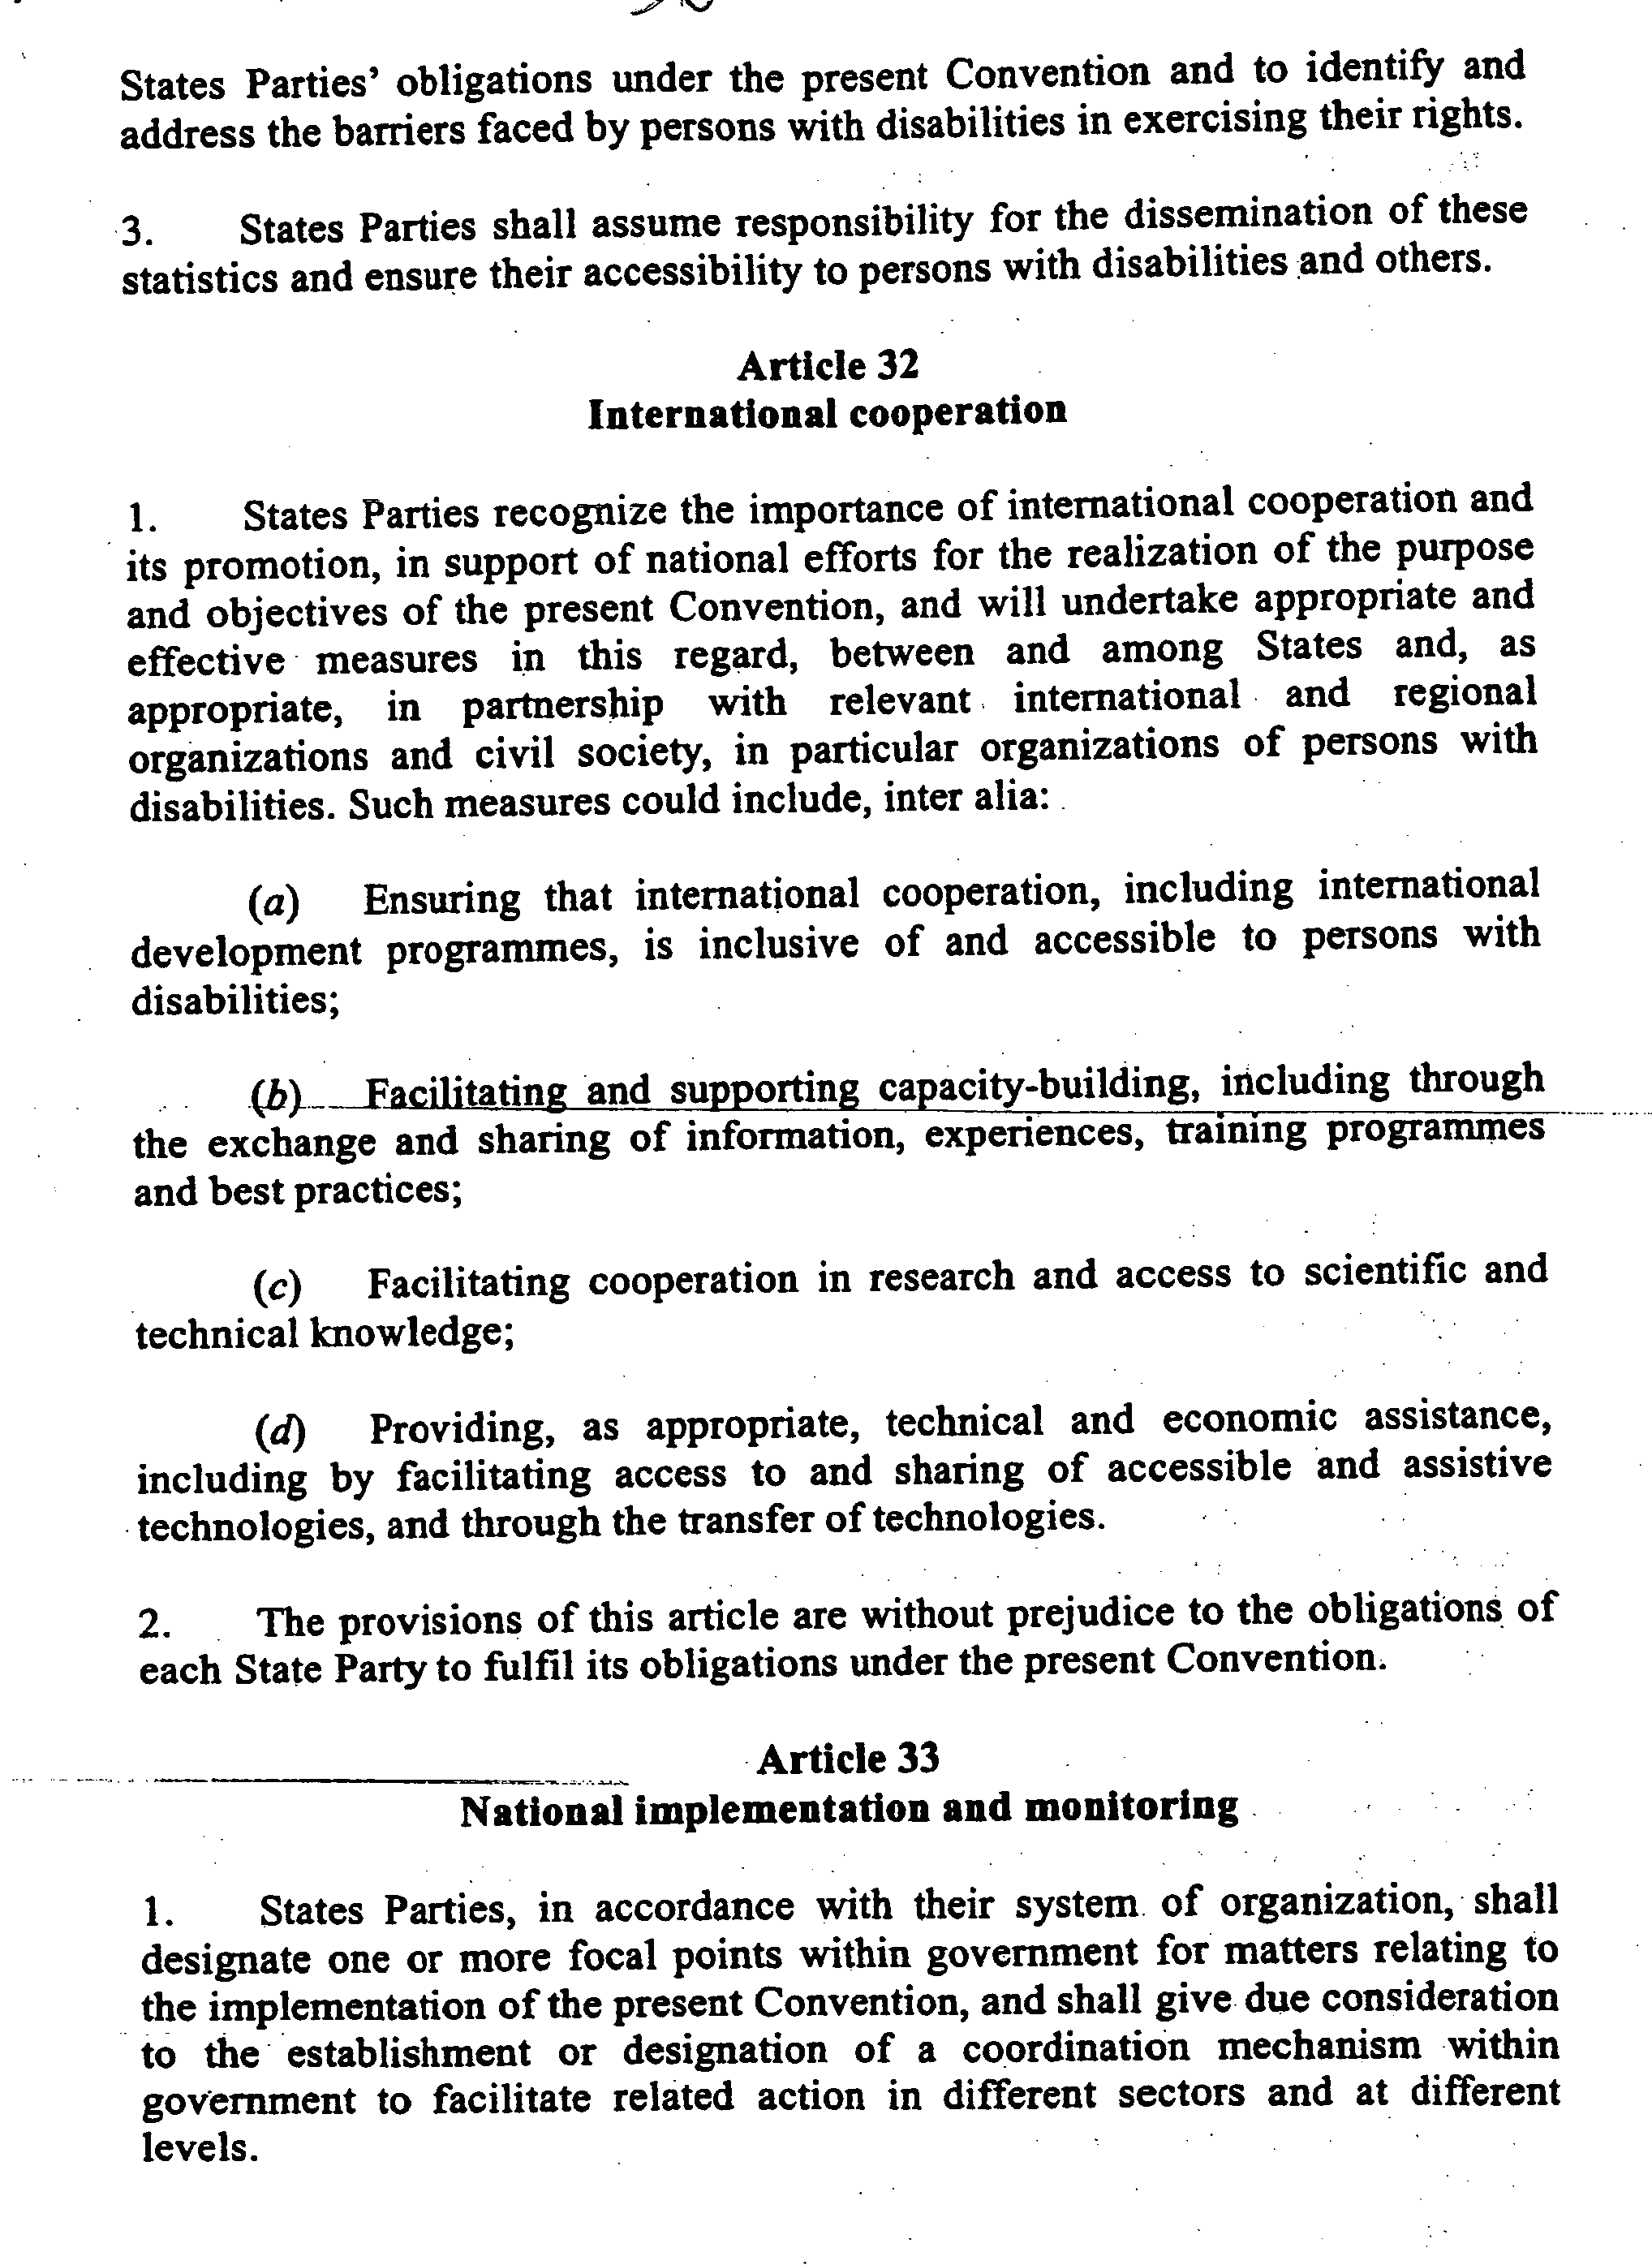 States Parties’ obligations under the present Convention and to identify and
address the barriers faced by persons with disabilities in exercising their rights.
3. States Parties shall assume responsibility for the dissemination of these
statistics and ensure their accessibility to persons with disabilities and others.
Article 32
International cooperation
1. States Parties recognize the importance of international cooperation and
its promotion, in support of national efforts for the realization of the purpose
and objectives of the present Convention, and will undertake appropriate and
effective measures in this regard, between and among States and, as
appropriate, in partnership with relevant international and regional
organizations and civil society, in particular organizations of persons with
disabilities. Such measures could include, inter alia:
(a) Ensuring that international cooperation, including international
development programmes, is inclusive of and accessible to persons with
disabilities;
(b) Facilitating and supporting capacity-building, including through
the exchange and sharing of information, experiences, training programmes
and best practices;
(c) Facilitating cooperation in research and access to scientific and
technical knowledge;
(d) Providing, as appropriate, technical and economic assistance,
including by facilitating access to and sharing of accessible and assistive
technologies, and through the transfer of technologies.
2. The provisions of this article are without prejudice to the obligations of
each State Party to fulfil its obligations under the present Convention.
Article 33
National implementation and monitoring
1. States Parties, in accordance with their system of organization, shall
designate one or more focal points within government for matters relating to
the implementation of the present Convention, and shall give due consideration
to the establishment or designation of a coordination mechanism within
government to facilitate related action in different sectors and at different
levels.